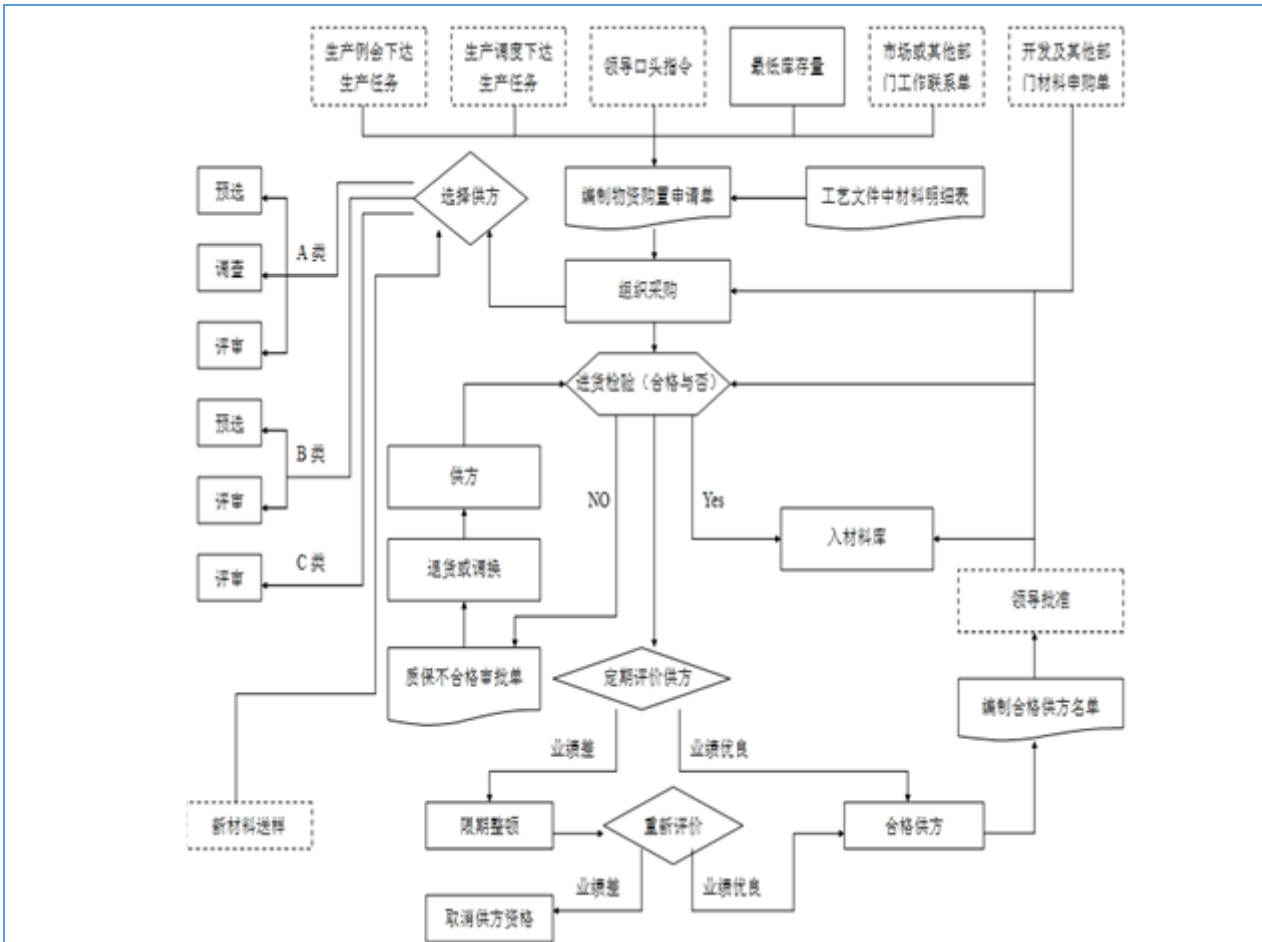 生产例会下达
生产任务
生产调度下达
生产任务
领导口头指令
最低库存量
市场或其他部
门工作联系单
开发及其他部
门材料申购单
选择供方
编制物资购置申请单
工艺文件中材料明细表
预选
A 类
调查
评审
组织采购
进货检验（合格与否）
预选
B 类
评审
C 类
评审
供方
NO
Yes
入材料库
退货或调换
领导批准
质保不合格审批单
定期评价供方
编制合格供方名单
业绩差
业绩优良
新材料送样
限期整顿
重新评价
合格供方
业绩差
业绩优良
取消供方资格